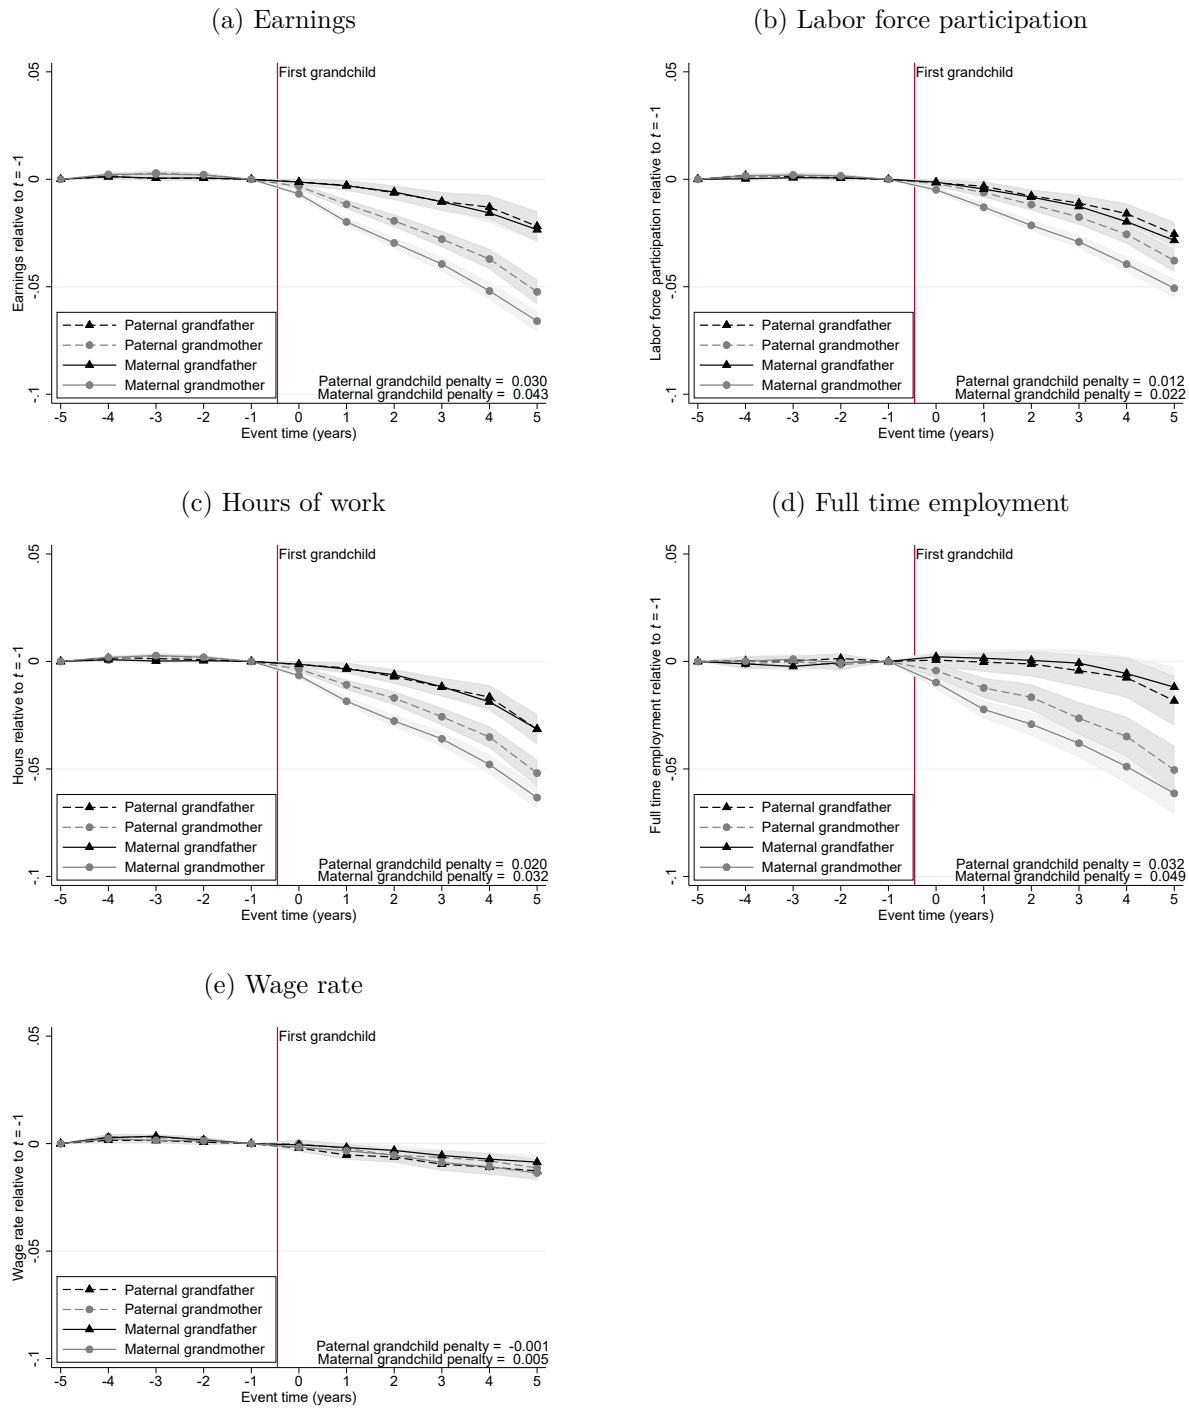 (a) Earnings
.05
0
-.05
-.1
Earnings relative to t = -1
First grandchild
Paternal grandfather
Paternal grandmother
Maternal grandfather
Maternal grandmother
Paternal grandchild penalty = 0.030
Maternal grandchild penalty = 0.043
-5 -4 -3 -2 -1 0 1 2 3 4 5
Event time (years)
(b) Labor force participation
.05
0
-.05
-.1
Labor force participation relative to t = -1
First grandchild
Paternal grandfather
Paternal grandmother
Maternal grandfather
Maternal grandmother
Paternal grandchild penalty = 0.012
Maternal grandchild penalty = 0.022
-5 -4 -3 -2 -1 0 1 2 3 4 5
Event time (years)
(c) Hours of work
.05
0
-.05
-.1
Hours relative to t = -1
First grandchild
Paternal grandfather
Paternal grandmother
Maternal grandfather
Maternal grandmother
Paternal grandchild penalty = 0.020
Maternal grandchild penalty = 0.032
-5 -4 -3 -2 -1 0 1 2 3 4 5
Event time (years)
(d) Full time employment
.05
0
-.05
-.1
Full time employment relative to t = -1
First grandchild
Paternal grandfather
Paternal grandmother
Maternal grandfather
Maternal grandmother
Paternal grandchild penalty = 0.032
Maternal grandchild penalty = 0.049
-5 -4 -3 -2 -1 0 1 2 3 4 5
Event time (years)
(e) Wage rate
.05
0
-.05
-.1
Wage rate relative to t = -1
First grandchild
Paternal grandfather
Paternal grandmother
Maternal grandfather
Maternal grandmother
Paternal grandchild penalty = -0.001
Maternal grandchild penalty = 0.005
-5 -4 -3 -2 -1 0 1 2 3 4 5
Event time (years)